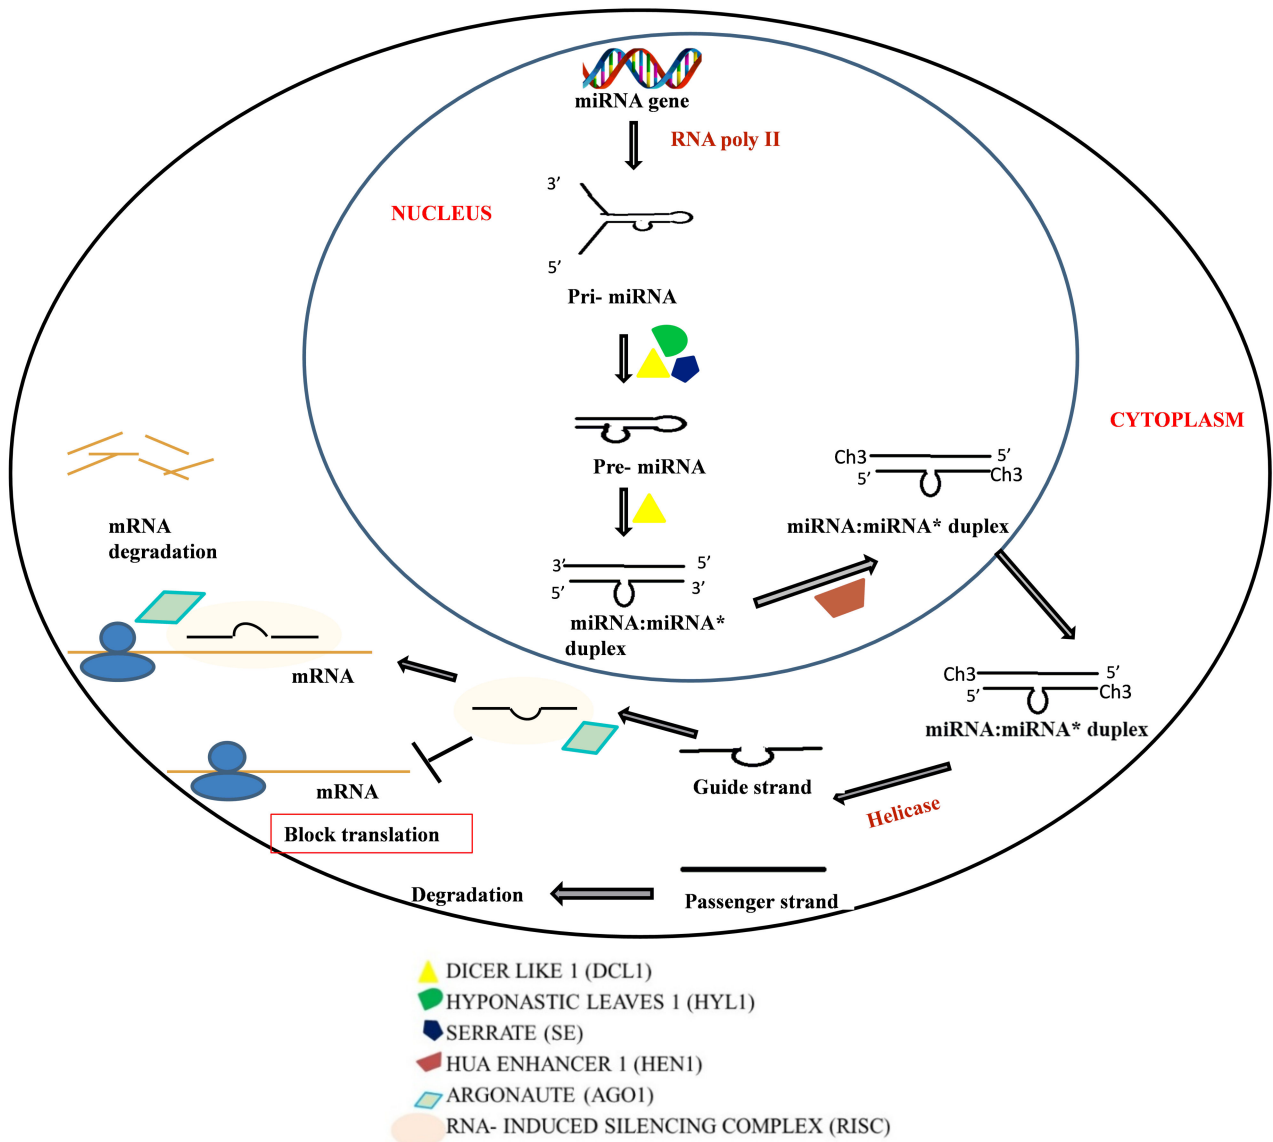 miRNA gene
RNA poly II
3’
NUCLEUS
5’
Pri- miRNA
Pre- miRNA
3’ 5’
5’ 3’
miRNA:miRNA*
duplex
Ch3 5’
5’ Ch3
miRNA:miRNA* duplex
CYTOPLASM
Ch3 5’
5’ Ch3
miRNA:miRNA* duplex
Helicase
Guide strand
Passenger strand
Degradation
mRNA
degradation
mRNA
mRNA
Block translation
DICER LIKE 1 (DCL1)
HYPONASTIC LEAVES 1 (HYL1)
SERRATE (SE)
HUA ENHANCER 1 (HEN1)
ARGONAUTE (AGO1)
RNA- INDUCED SILENCING COMPLEX (RISC)